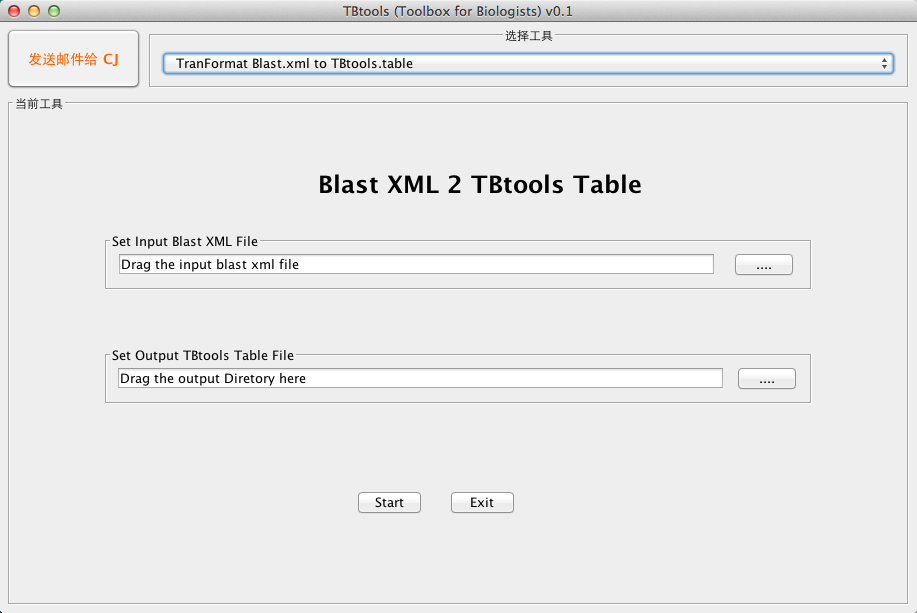 TBtools (Toolbox for Biologists) v0.1
发送邮件给 CJ
选择工具
TranFormat Blast.xml to TBtools.table
当前工具
Blast XML 2 TBtools Table
Set Input Blast XML File
Drag the input blast xml file
....
Set Output TBtools Table File
Drag the output Diretory here
....
Start
Exit